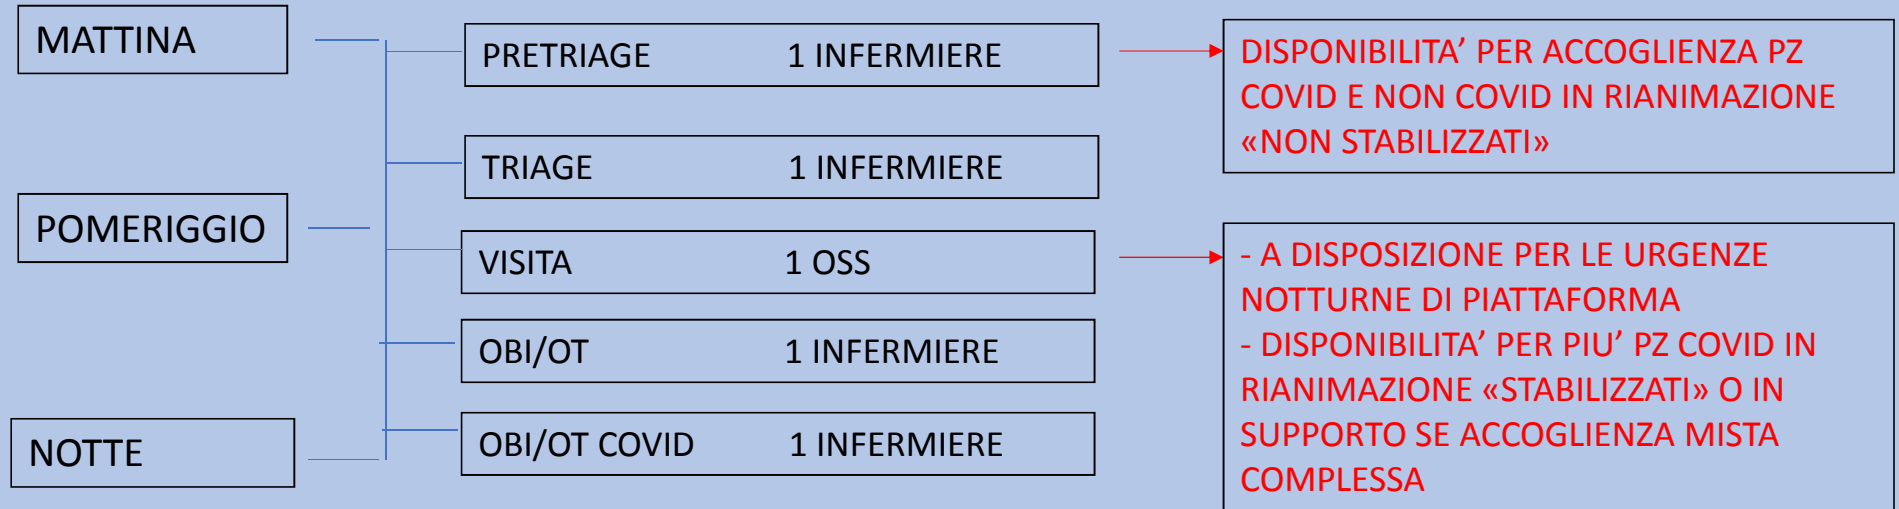 MATTINA
POMERIGGIO
NOTTE
PRETRIAGE 1 INFERMIERE
TRIAGE 1 INFERMIERE
VISITA 1 OSS
OBI/OT 1 INFERMIERE
OBI/OT COVID 1 INFERMIERE
DISPONIBILITA’ PER ACCOGLIENZA PZ
COVID E NON COVID IN RIANIMAZIONE
«NON STABILIZZATI»
- A DISPOSIZIONE PER LE URGENZE
NOTTURNE DI PIATTAFORMA
- DISPONIBILITA’ PER PIU’ PZ COVID IN
RIANIMAZIONE «STABILIZZATI» O IN
SUPPORTO SE ACCOGLIENZA MISTA
COMPLESSA